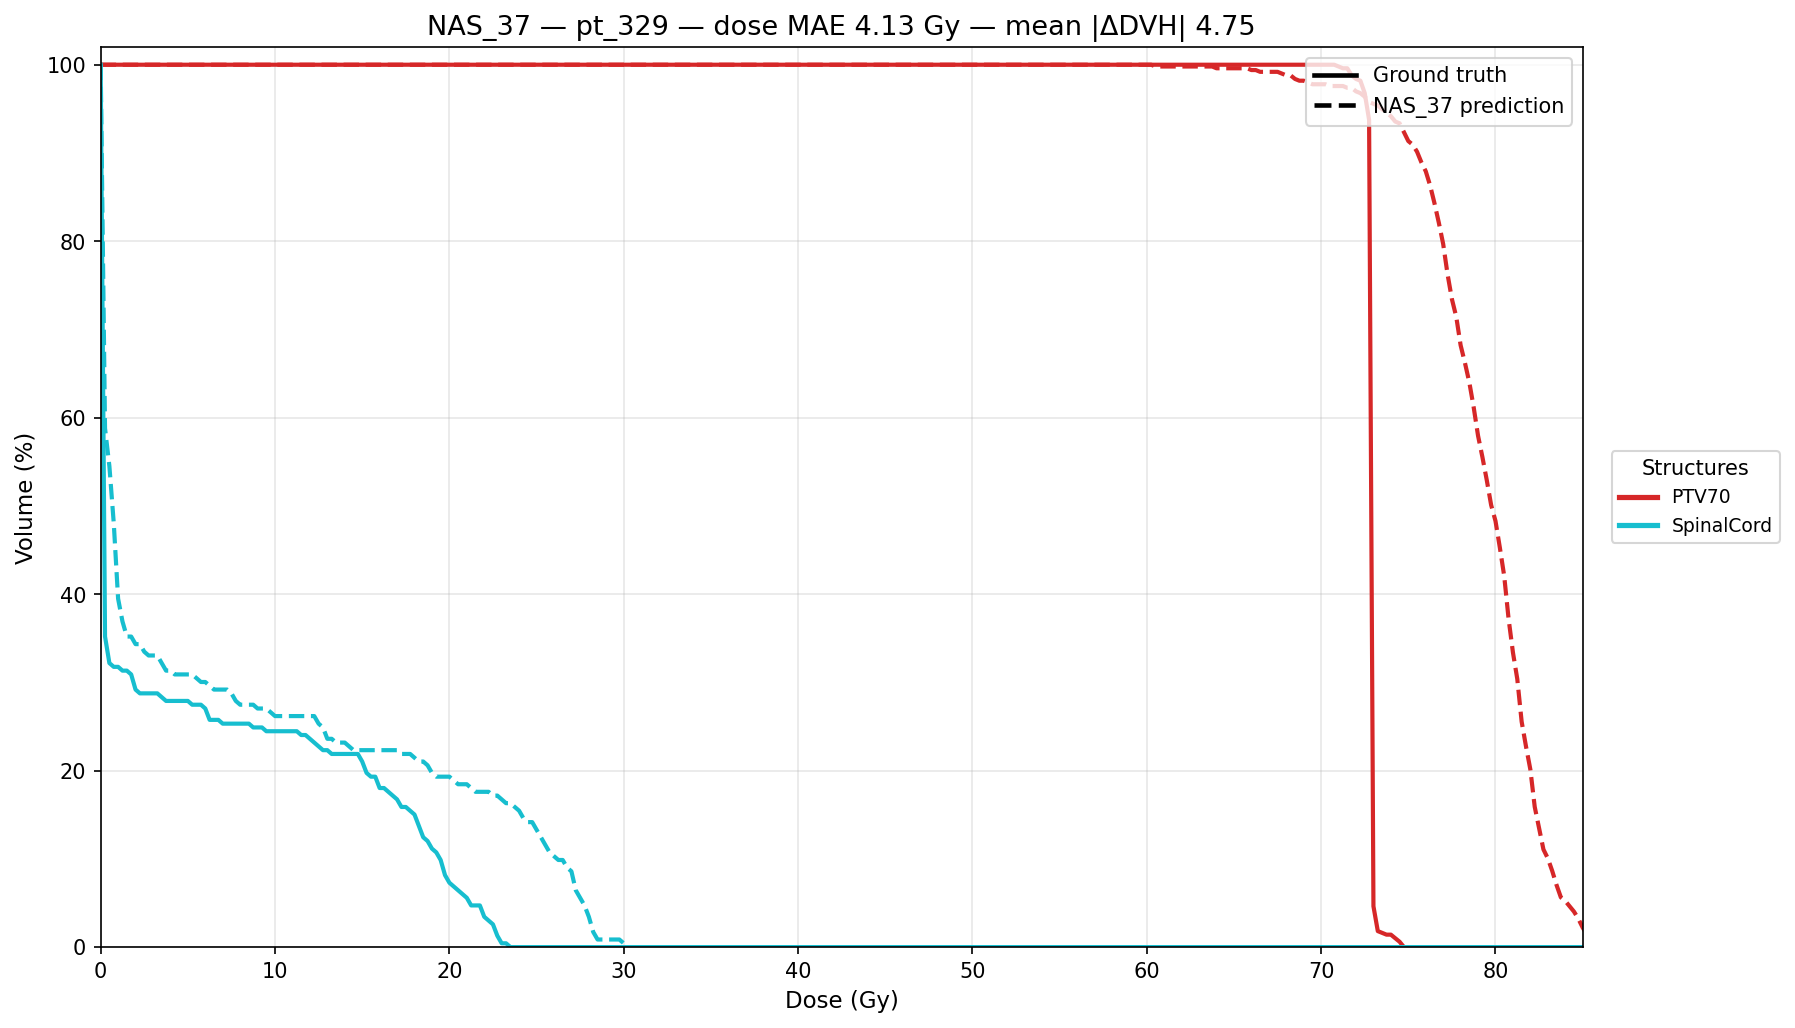 NAS_37 — pt_329 — dose MAE 4.13 Gy — mean |ΔDVH| 4.75
Ground truth
NAS_37 prediction
Volume (%)
100
80
60
40
20
0
0 10 20 30 40 50 60 70 80
Dose (Gy)
Structures
PTV70
SpinalCord